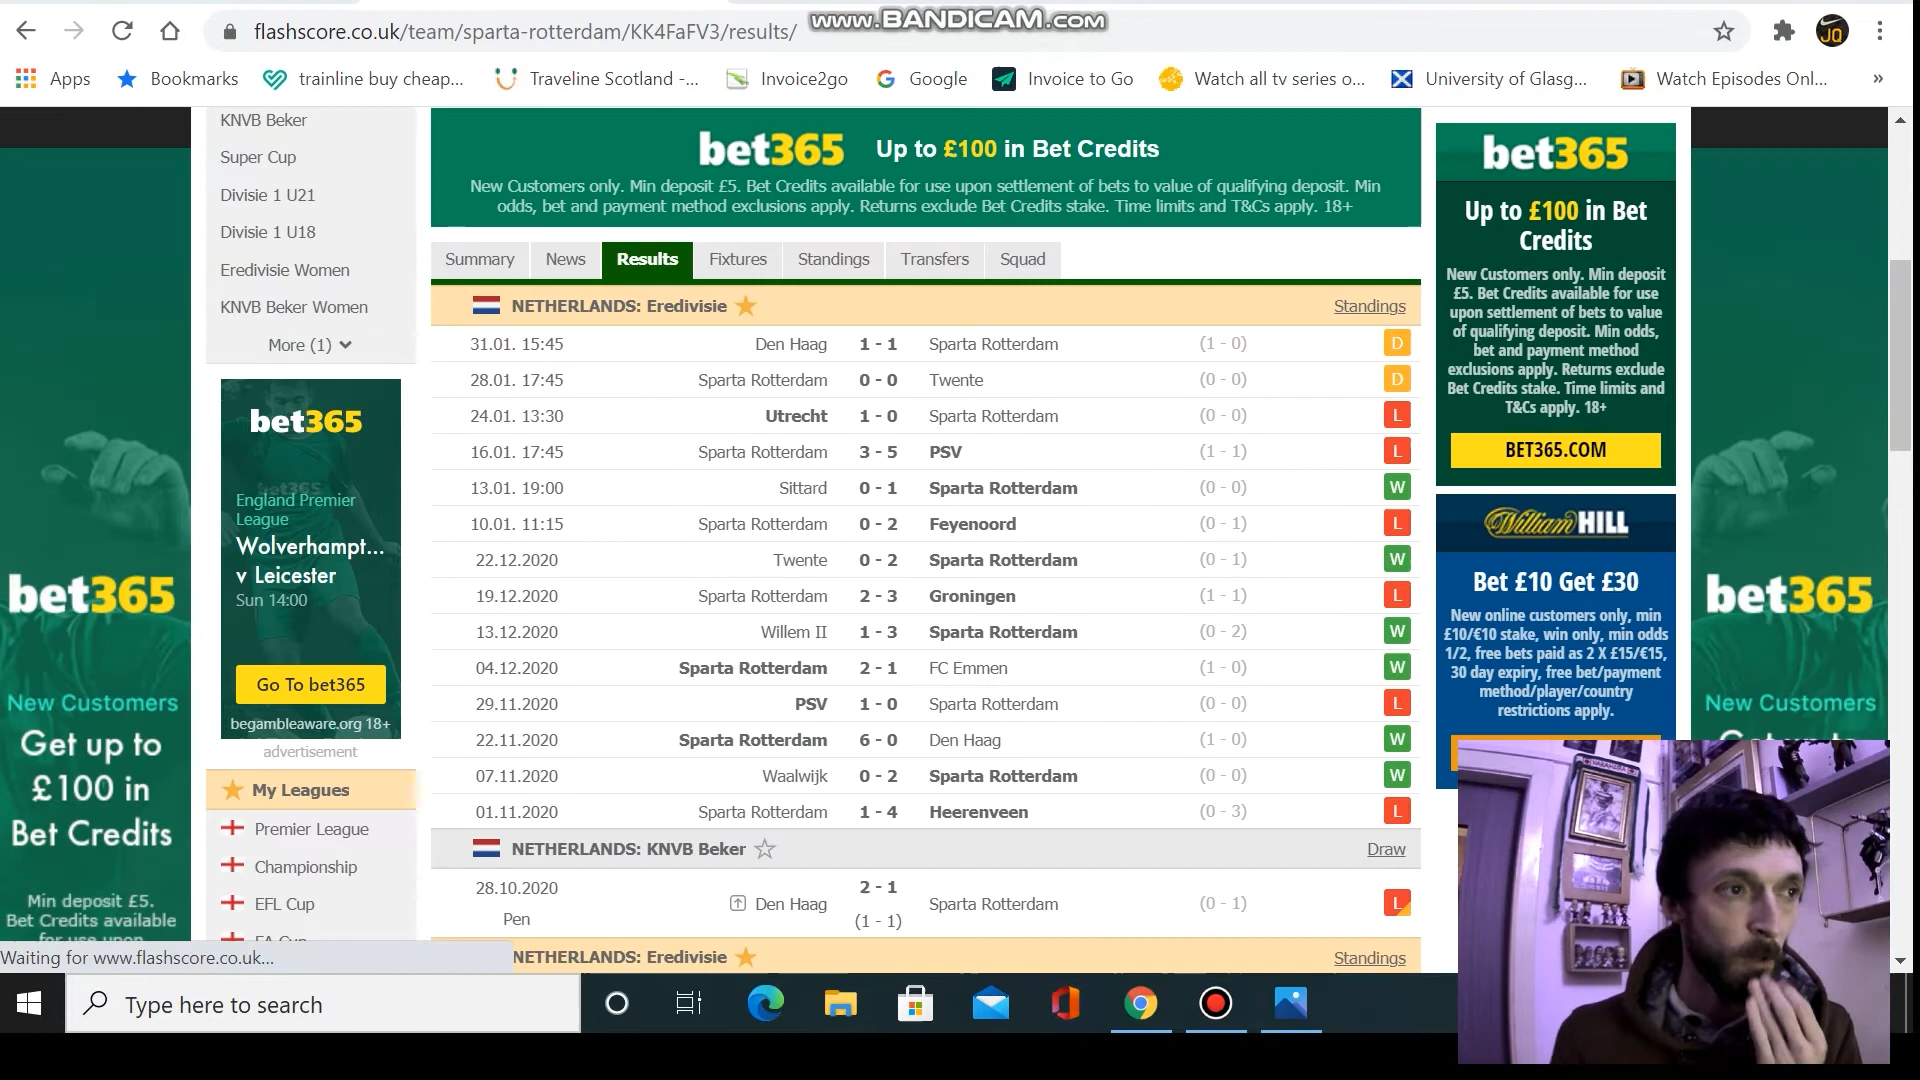 www.BANDICAM.com
flashscore.co.uk/team/sparta-rotterdam/KK4FaFV3/results/
JQ
Apps Bookmarks trainline buy cheap... Traveline Scotland -... Invoice2go Google Invoice to Go Watch all tv series o... University of Glasg... Watch Episodes Onl... »
KNVB Beker
Super Cup
Divisie 1 U21
Divisie 1 U18
Eredivisie Women
KNVB Beker Women
More (1)
bet365 Up to £100 in Bet Credits
New Customers only. Min deposit £5. Bet Credits available for use upon settlement of bets to value of qualifying deposit. Min
odds, bet and payment method exclusions apply. Returns exclude Bet Credits stake. Time limits and T&Cs apply. 18+
Summary News Results Fixtures Standings Transfers Squad
NETHERLANDS: Eredivisie Standings
31.01. 15:45 Den Haag 1 - 1 Sparta Rotterdam (1 - 0) D
28.01. 17:45 Sparta Rotterdam 0 - 0 Twente (0 - 0) D
24.01. 13:30 Utrecht 1 - 0 Sparta Rotterdam (0 - 0) L
16.01. 17:45 Sparta Rotterdam 3 - 5 PSV (1 - 1) L
13.01. 19:00 Sittard 0 - 1 Sparta Rotterdam (0 - 0) W
10.01. 11:15 Sparta Rotterdam 0 - 2 Feyenoord (0 - 1) L
22.12.2020 Twente 0 - 2 Sparta Rotterdam (0 - 1) W
19.12.2020 Sparta Rotterdam 2 - 3 Groningen (1 - 1) L
13.12.2020 Willem II 1 - 3 Sparta Rotterdam (0 - 2) W
04.12.2020 Sparta Rotterdam 2 - 1 FC Emmen (1 - 0) W
29.11.2020 PSV 1 - 0 Sparta Rotterdam (0 - 0) L
22.11.2020 Sparta Rotterdam 6 - 0 Den Haag (1 - 0) W
07.11.2020 Waalwijk 0 - 2 Sparta Rotterdam (0 - 0) W
01.11.2020 Sparta Rotterdam 1 - 4 Heerenveen (0 - 3) L
NETHERLANDS: KNVB Beker Draw
28.10.2020 Pen Den Haag 2 - 1 (1 - 1) Sparta Rotterdam (0 - 1) L
NETHERLANDS: Eredivisie Standings
bet365
England Premier
League
Wolverhampt...
v Leicester
Sun 14:00
Go To bet365
begambleaware.org 18+
advertisement
My Leagues
Premier League
Championship
EFL Cup
FA Cup
bet365
New Customers
Get up to
£100 in
Bet Credits
Min deposit £5.
Bet Credits available
for use upon
bet365
Up to £100 in Bet
Credits
New Customers only. Min deposit
£5. Bet Credits available for use
upon settlement of bets to value
of qualifying deposit. Min odds,
bet and payment method
exclusions apply. Returns exclude
Bet Credits stake. Time limits and
T&Cs apply. 18+
BET365.COM
William HILL
Bet £10 Get £30
New online customers only, min
£10/€10 stake, win only, min odds
1/2, free bets paid as 2 X £15/€15,
30 day expiry, free bet/payment
method/player/country
restrictions apply.
bet365
New Customers
Get up to
Waiting for www.flashscore.co.uk...
Type here to search